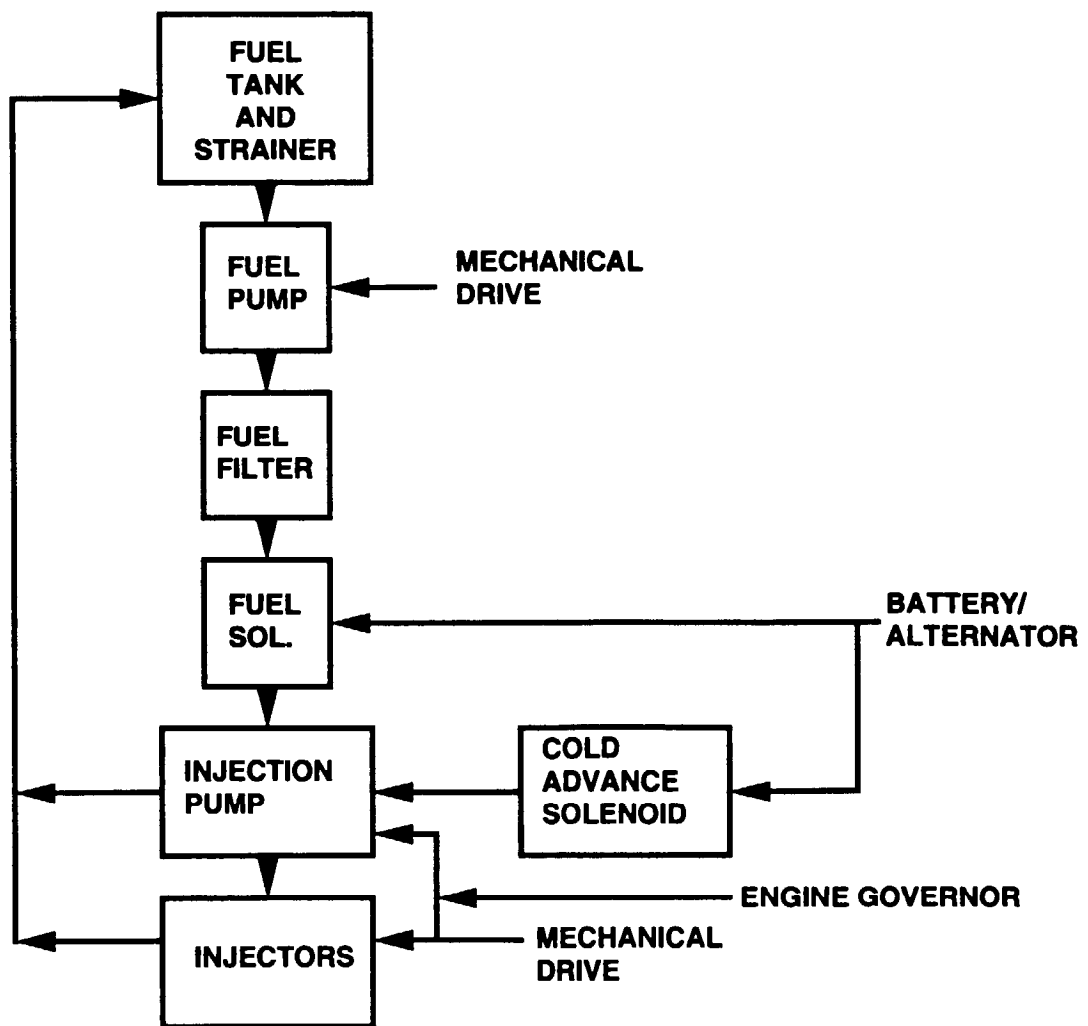 FUEL
TANK
AND
STRAINER
FUEL
PUMP
MECHANICAL
DRIVE
FUEL
FILTER
FUEL
SOL.
BATTERY/
ALTERNATOR
INJECTION
PUMP
COLD
ADVANCE
SOLENOID
ENGINE GOVERNOR
INJECTORS
MECHANICAL
DRIVE